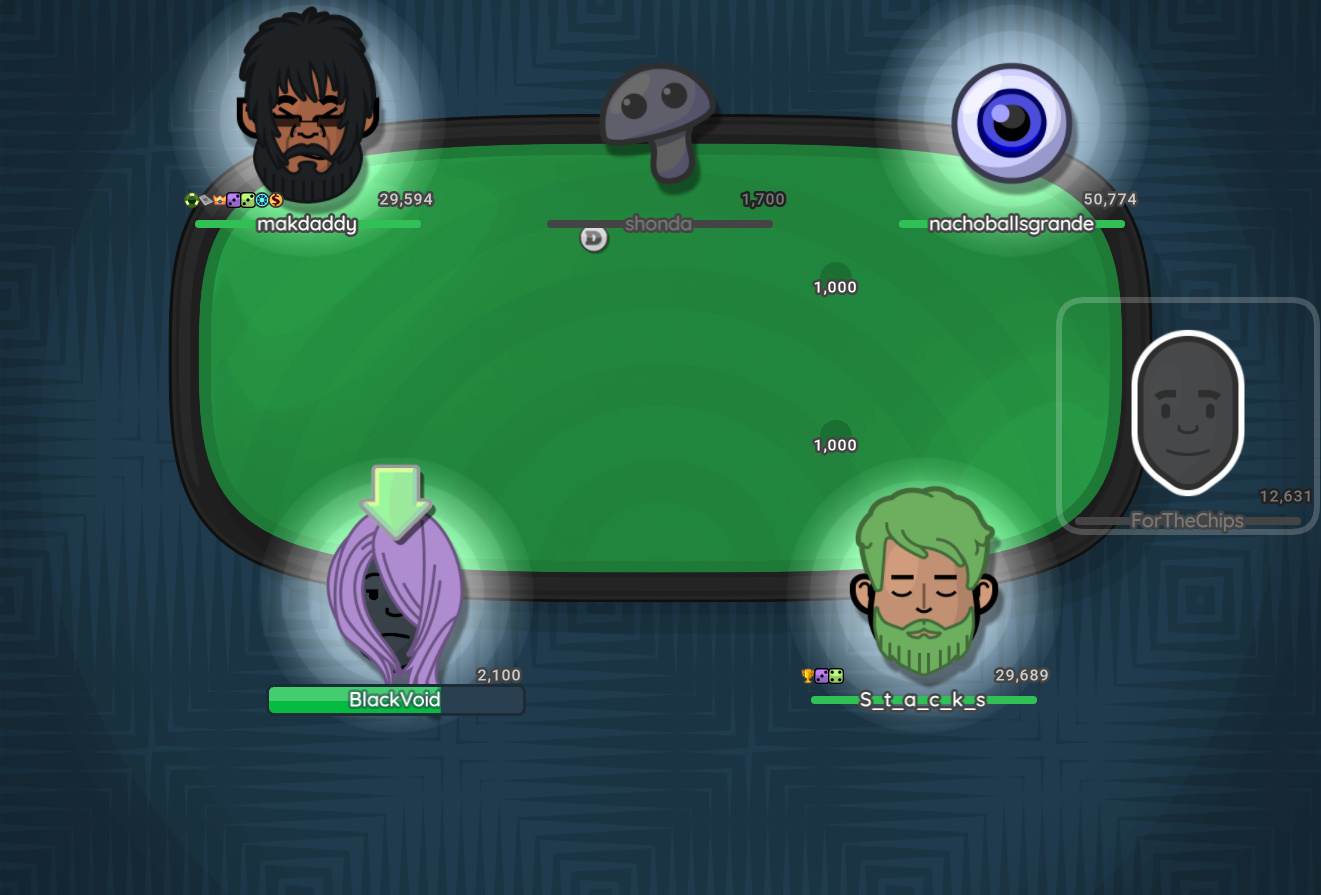 29,594
makdaddy
1,700
shonda
D
50,774
nachoballsgrande
1,000
1,000
12,631
ForTheChips
2,100
BlackVoid
29,689
S_t_a_c_k_s